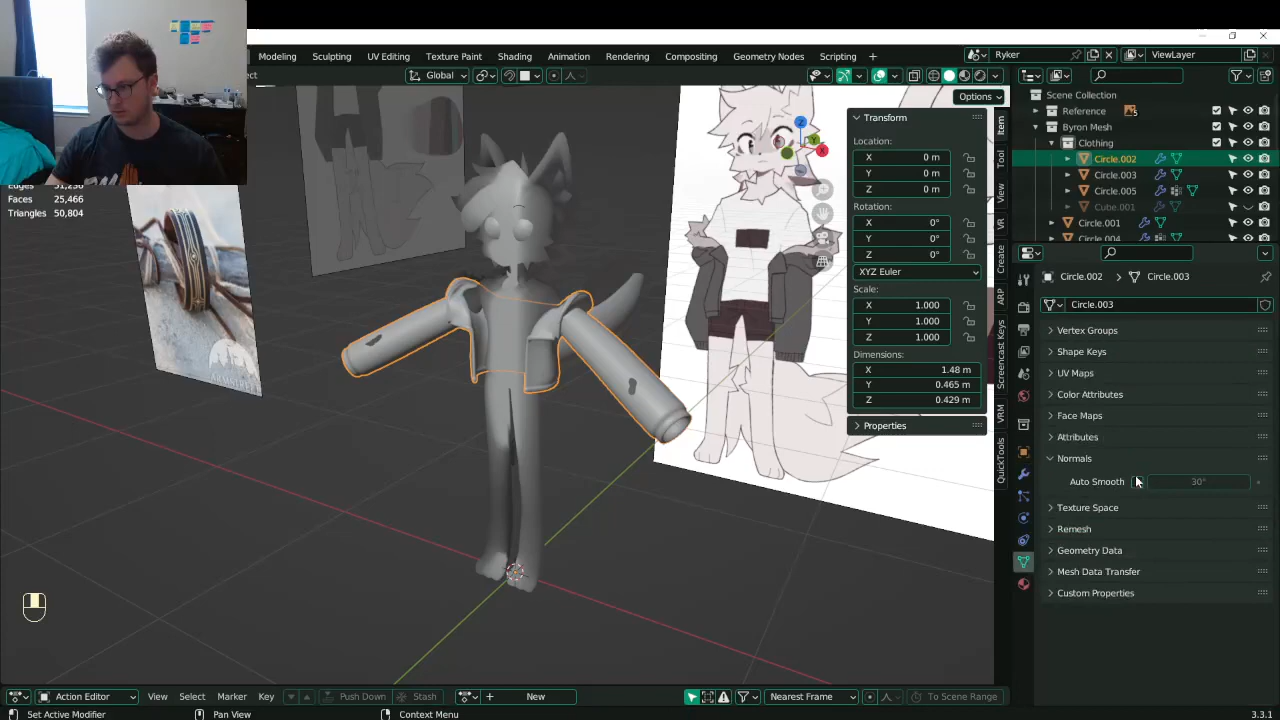 Modeling Sculpting UV Editing Texture Paint Shading Animation Rendering Compositing Geometry Nodes Scripting + Ryker ViewLayer
ect Global
Options
Edges 51,256
Faces 25,466
Triangles 50,804
Transform
Location:
X 0 m
Y 0 m
Z 0 m
Rotation:
X 0°
Y 0°
Z 0°
XYZ Euler
Scale:
X 1.000
Y 1.000
Z 1.000
Dimensions:
X 1.48 m
Y 0.465 m
Z 0.429 m
Properties
Item
Tool
View
VR
Create
ARP
Screencast Keys
VRM
QuickTools
Z
Y
X
Scene Collection
Reference 5
Byron Mesh
Clothing
Circle.002
Circle.003
Circle.005
Cube.001
Circle.001
Circle.004
Circle.002 Circle.003
Circle.003
Vertex Groups
Shape Keys
UV Maps
Color Attributes
Face Maps
Attributes
Normals
Auto Smooth 30°
Texture Space
Remesh
Geometry Data
Mesh Data Transfer
Custom Properties
Action Editor View Select Marker Key Push Down Stash + New Nearest Frame To Scene Range
Set Active Modifier Pan View Context Menu 3.3.1